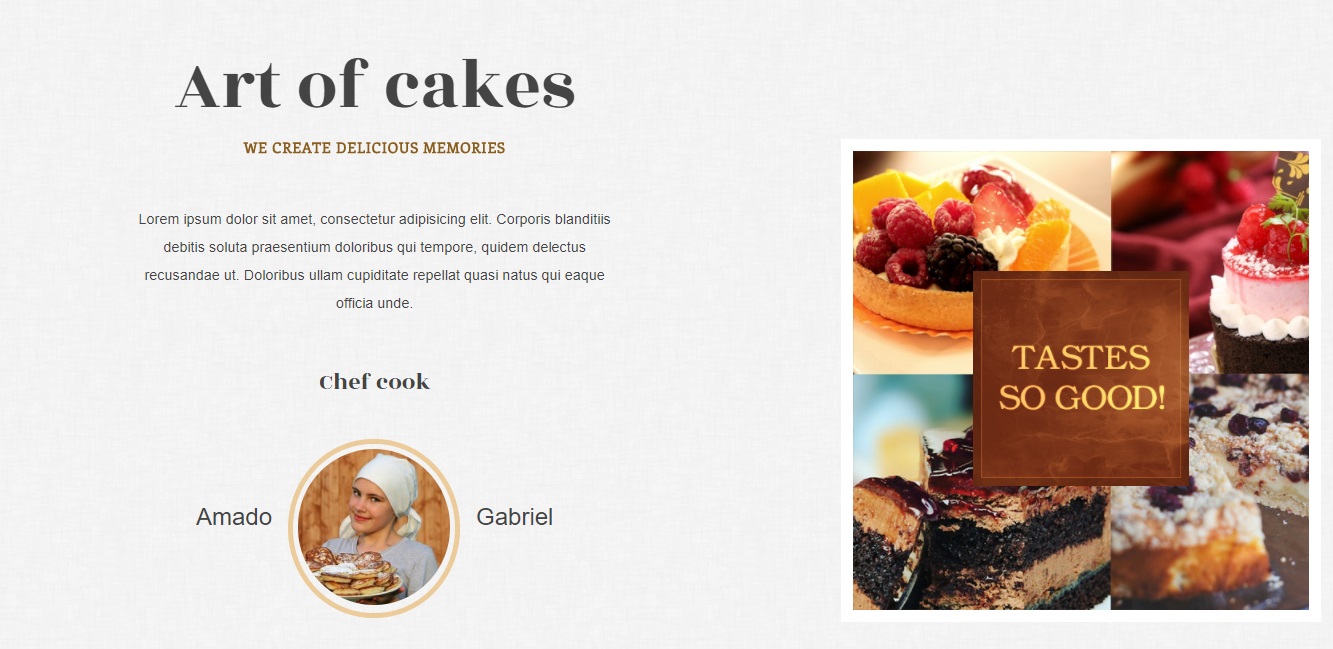 Art of cakes
WE CREATE DELICIOUS MEMORIES
Lorem ipsum dolor sit amet, consectetur adipisicing elit. Corporis blanditiis
debitis soluta praesentium doloribus qui tempore, quidem delectus
recusandae ut. Doloribus ullam cupiditate repellat quasi natus qui eaque
officia unde.
Chef cook
Amado Gabriel
TASTES
SO GOOD!